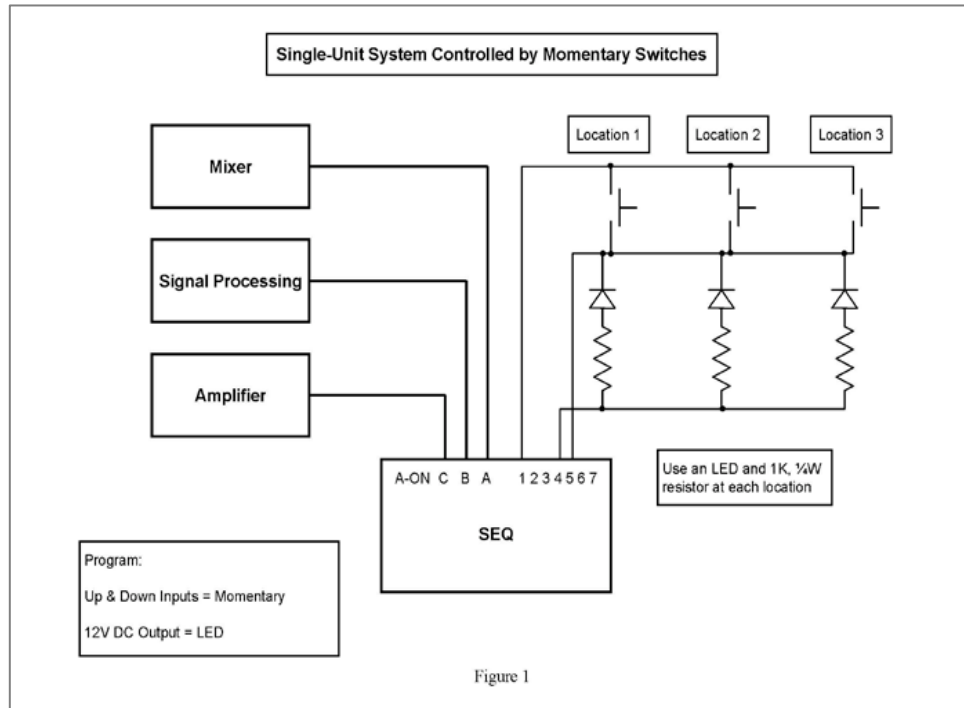 Single-Unit System Controlled by Momentary Switches
Location 1
Location 2
Location 3
Mixer
Signal Processing
Amplifier
A-ON C B A 1 2 3 4 5 6 7
SEQ
Use an LED and 1K, ¼W
resistor at each location
Program:
Up & Down Inputs = Momentary
12V DC Output = LED
Figure 1